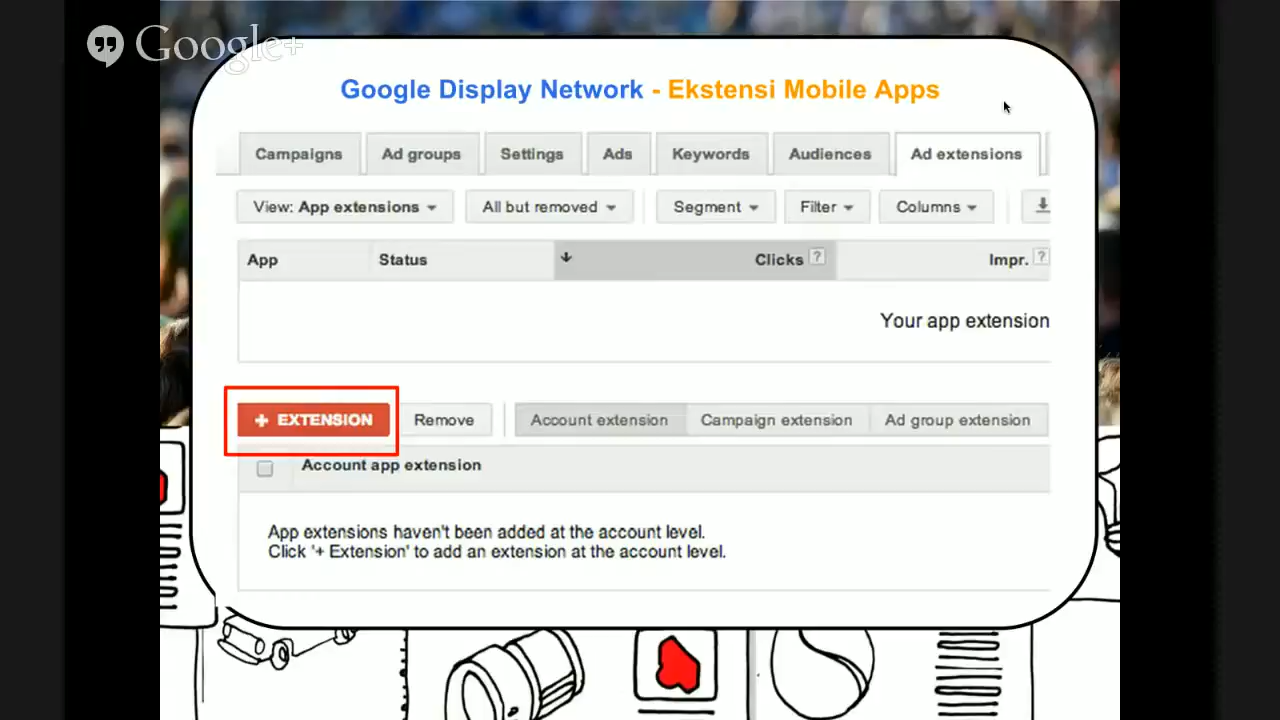 Google+
Google Display Network - Ekstensi Mobile Apps
Campaigns Ad groups Settings Ads Keywords Audiences Ad extensions
View: App extensions All but removed Segment Filter Columns
App Status Clicks ? Impr. ?
Your app extension
+ EXTENSION Remove Account extension Campaign extension Ad group extension
Account app extension
App extensions haven't been added at the account level.
Click '+ Extension' to add an extension at the account level.